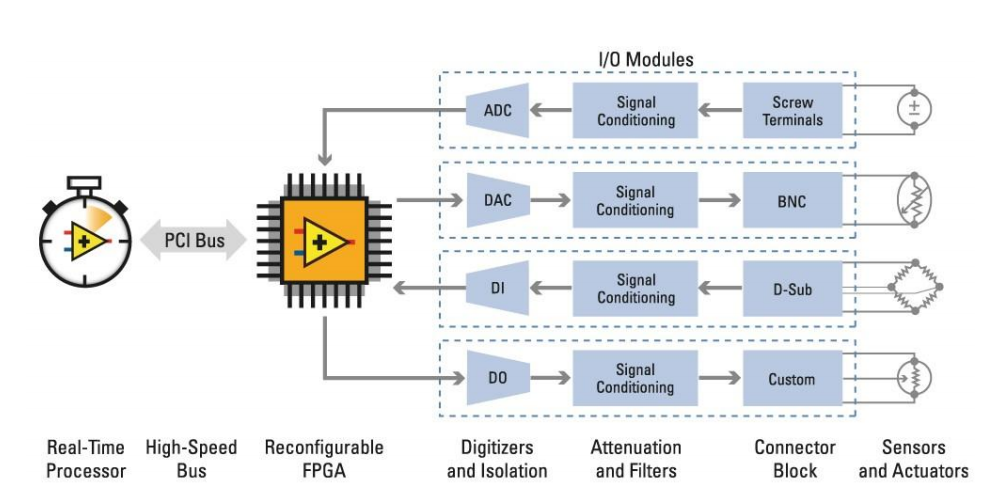 I/O Modules
ADC
Signal
Conditioning
Screw
Terminals
±
DAC
Signal
Conditioning
BNC
PCI Bus
DI
Signal
Conditioning
D-Sub
DO
Signal
Conditioning
Custom
Real-Time
Processor
High-Speed
Bus
Reconfigurable
FPGA
Digitizers
and Isolation
Attenuation
and Filters
Connector
Block
Sensors
and Actuators